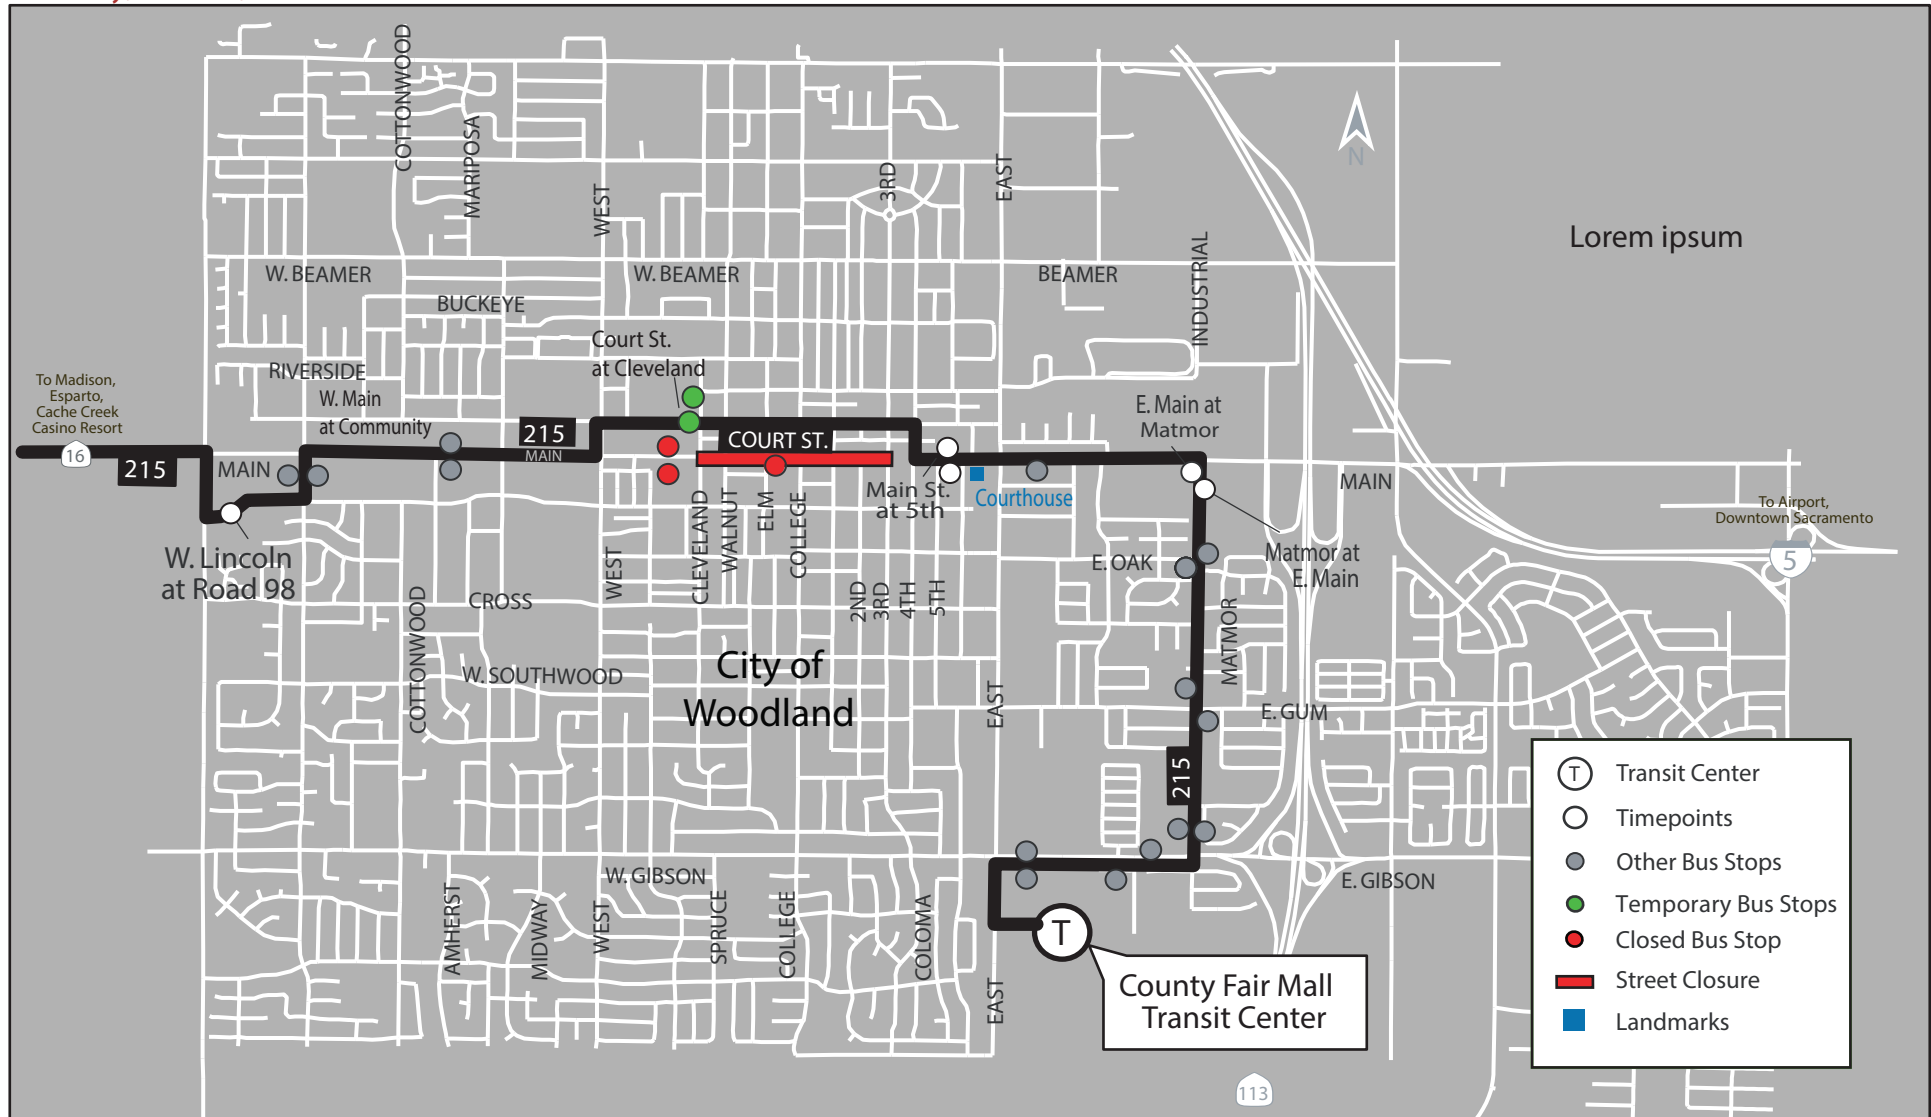 COTTONWOOD
MARIPOSA
WEST
3RD
EAST
N
Lorem ipsum
INDUSTRIAL
W. BEAMER
W. BEAMER
BEAMER
BUCKEYE
Court St.
at Cleveland
RIVERSIDE
To Madison,
Esparto,
Cache Creek
Casino Resort
W. Main
at Community
E. Main at
Matmor
16
215
MAIN
215
MAIN
COURT ST.
Main St.
at 5th
Courthouse
MAIN
To Airport,
Downtown Sacramento
5
W. Lincoln
at Road 98
WEST
CLEVELAND
WALNUT
ELM
COLLEGE
2ND
3RD
4TH
5TH
E. OAK
Matmor at
E. Main
CROSS
COTTONWOOD
W. SOUTHWOOD
City of
Woodland
EAST
MATMOR
E. GUM
215
W. GIBSON
E. GIBSON
AMHERST
MIDWAY
WEST
SPRUCE
COLLEGE
COLOMA
EAST
T
County Fair Mall
Transit Center
113
T Transit Center
Timepoints
Other Bus Stops
Temporary Bus Stops
Closed Bus Stop
Street Closure
Landmarks